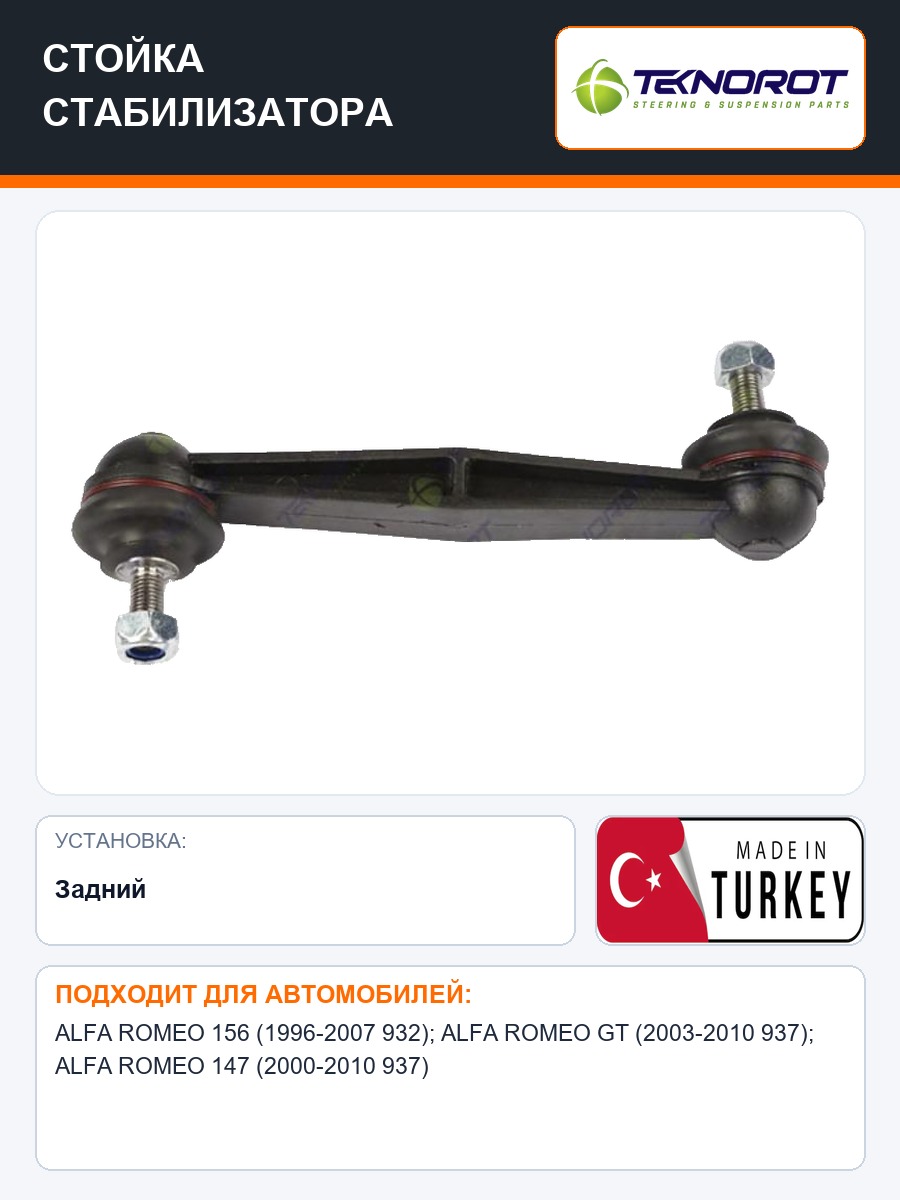 СТОЙКА
СТАБИЛИЗАТОРА
TEKNOROT
STEERING & SUSPENSION PARTS
УСТАНОВКА:
Задний
MADE IN
TURKEY
ПОДХОДИТ ДЛЯ АВТОМОБИЛЕЙ:
ALFA ROMEO 156 (1996-2007 932); ALFA ROMEO GT (2003-2010 937);
ALFA ROMEO 147 (2000-2010 937)